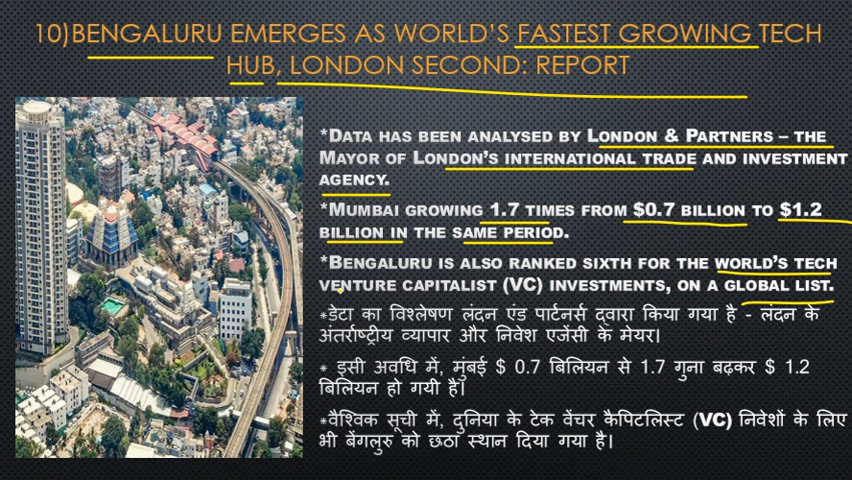 10)BENGALURU EMERGES AS WORLD'S FASTEST GROWING TECH
HUB, LONDON SECOND: REPORT
*DATA HAS BEEN ANALYSED BY LONDON & PARTNERS – THE
MAYOR OF LONDON'S INTERNATIONAL TRADE AND INVESTMENT
AGENCY.
*MUMBAI GROWING 1.7 TIMES FROM $0.7 BILLION TO $1.2
BILLION IN THE SAME PERIOD.
*BENGALURU IS ALSO RANKED SIXTH FOR THE WORLD'S TECH
VENTURE CAPITALIST (VC) INVESTMENTS, ON A GLOBAL LIST.
*डेटा का विश्लेषण लंदन एंड पार्टनर्स द्वारा किया गया है - लंदन के
अंतर्राष्ट्रीय व्यापार और निवेश एजेंसी के मेयर।
* इसी अवधि में, मुंबई $ 0.7 बिलियन से 1.7 गुना बढ़कर $ 1.2
बिलियन हो गयी है।
*वैश्विक सूची में, दुनिया के टेक वेंचर कैपिटलिस्ट (VC) निवेशों के लिए
भी बेंगलुरु को छठा स्थान दिया गया है।